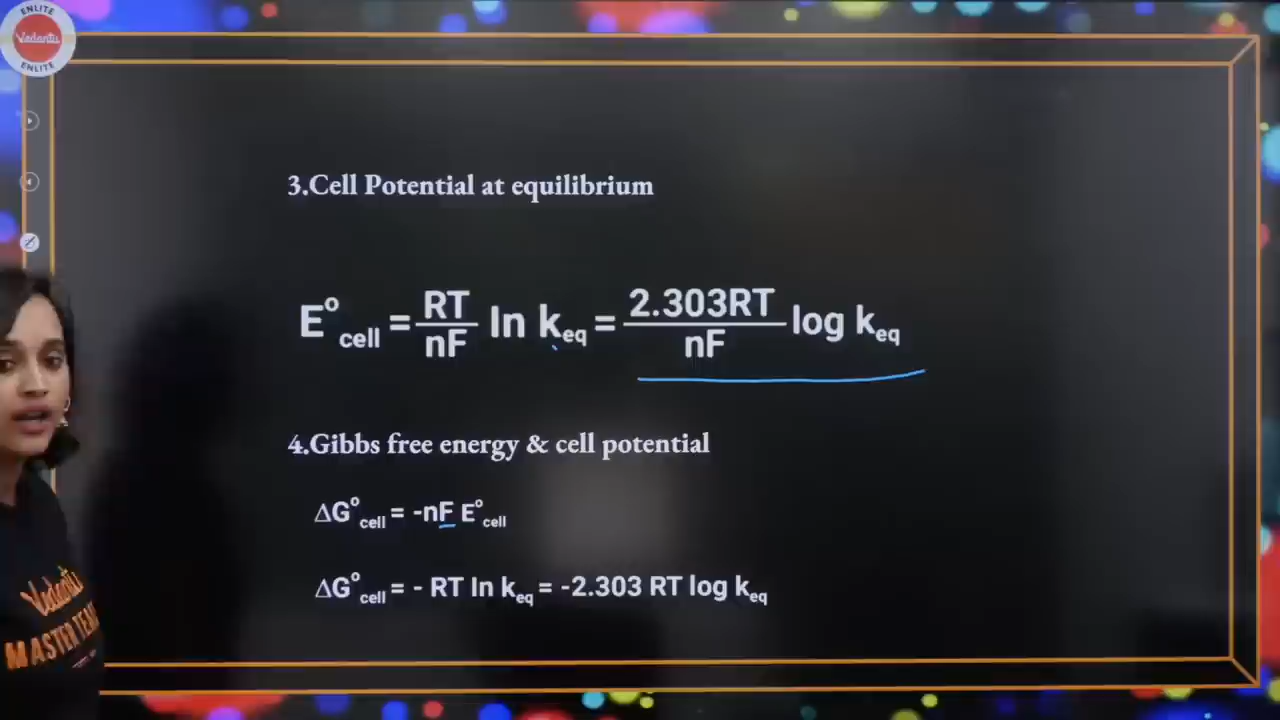 ENLITE
Vedantu
ENLITE
3.Cell Potential at equilibrium
E°cell = RT/nF ln keq = 2.303RT/nF log keq
4.Gibbs free energy & cell potential
ΔG°cell = -nF E°cell
ΔG°cell = - RT ln keq = -2.303 RT log keq
Vedantu
MASTER TEA